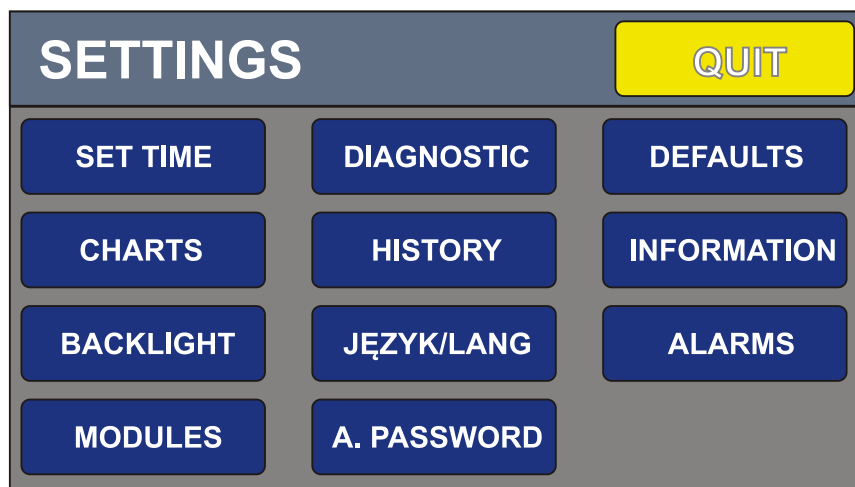 SETTINGS
QUIT
SET TIME
DIAGNOSTIC
DEFAULTS
CHARTS
HISTORY
INFORMATION
BACKLIGHT
JĘZYK/LANG
ALARMS
MODULES
A. PASSWORD